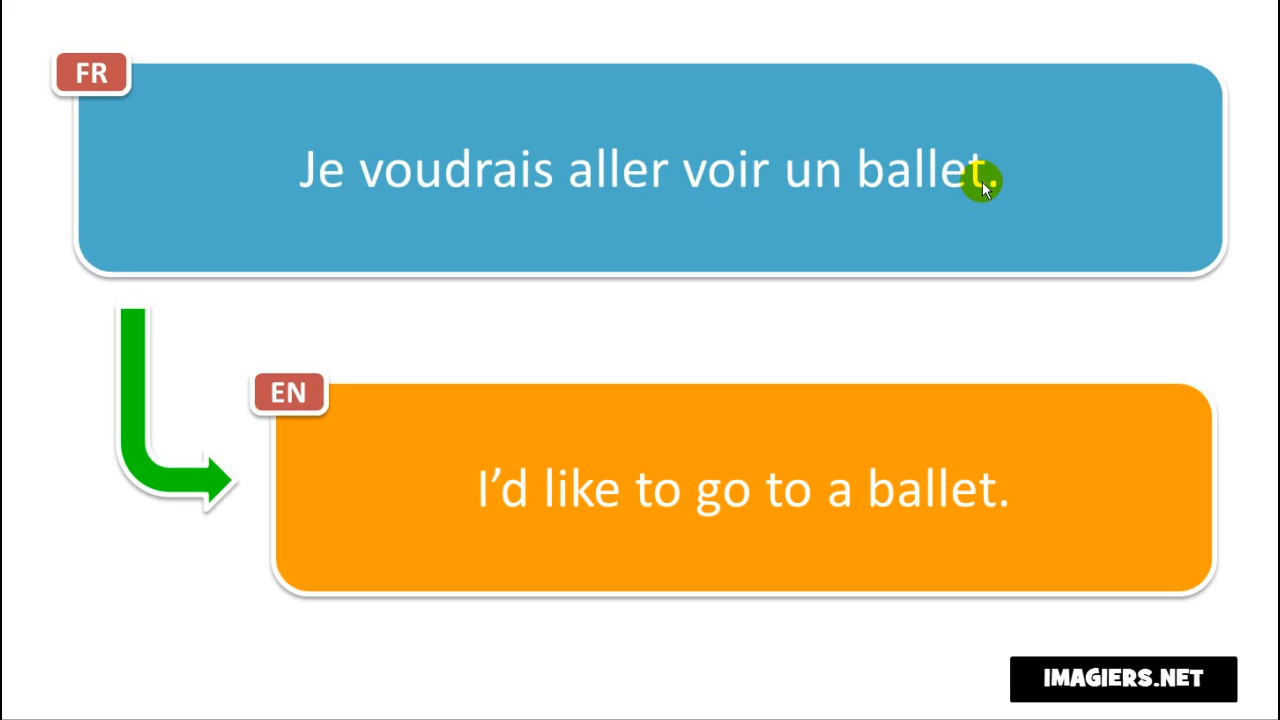 FR
Je voudrais aller voir un ballet.
EN
I’d like to go to a ballet.
IMAGIERS.NET